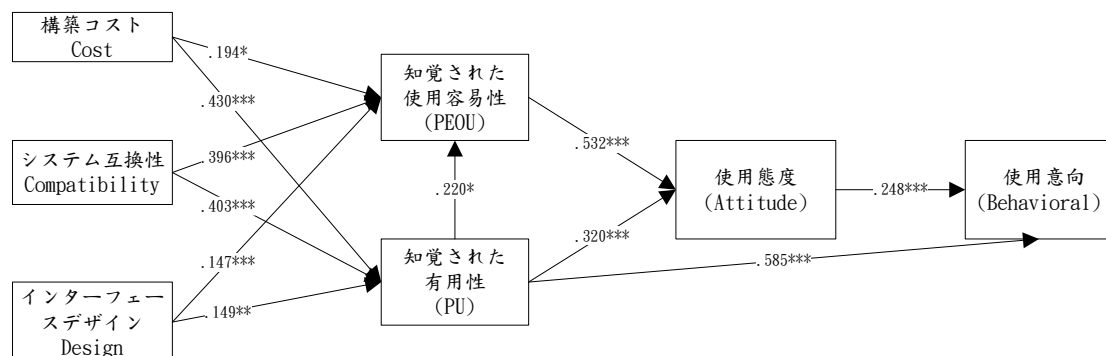 構築コスト
Cost
システム互換性
Compatibility
インターフェー
スデザイン
Design
.194*
.430***
.396***
.403***
.147***
.149**
知覚された
使用容易性
(PEOU)
.220*
知覚された
有用性
(PU)
.532***
.320***
.585***
使用態度
(Attitude)
.248***
使用意向
(Behavioral)